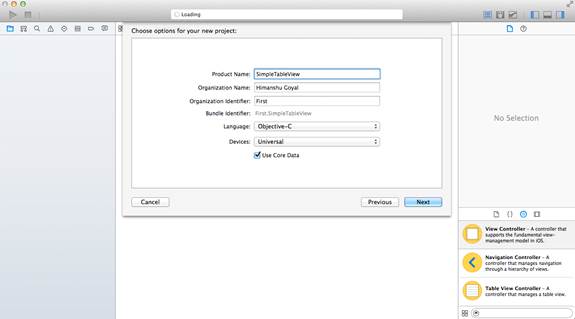 Loading
Choose options for your new project:
Product Name: SimpleTableView
Organization Name: Himanshu Goyal
Organization Identifier: First
Bundle Identifier: First.SimpleTableView
Language: Objective-C
Devices: Universal
Use Core Data
Cancel
Previous
Next
No Selection
View Controller - A controller that
supports the fundamental view-
management model in iOS.
Navigation Controller - A
controller that manages navigation
through a hierarchy of views.
Table View Controller - A
controller that manages a table view.